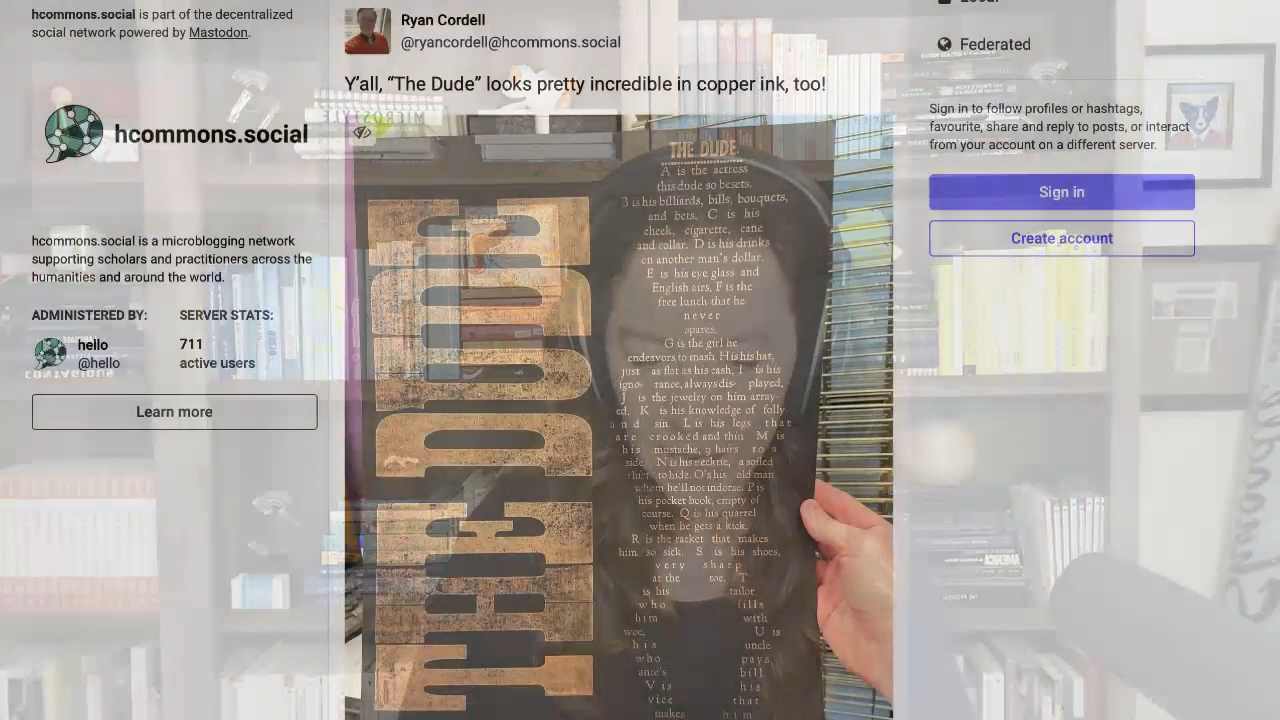 hcommons.social is part of the decentralized
social network powered by Mastodon.
hcommons.social
hcommons.social is a microblogging network
supporting scholars and practitioners across the
humanities and around the world.
ADMINISTERED BY:
hello
@hello
SERVER STATS:
711
active users
Learn more
Ryan Cordell
@ryancordell@hcommons.social
Y'all, “The Dude” looks pretty incredible in copper ink, too!
THE DUDE
A is the actress
this dude so besets.
B is his billiards, bills, bouquets,
and bets. C is his
cheek, cigarette, cane
and collar. D is his drinks
on another man's dollar.
E is his eye glass and
English airs, F is the
free lunch that he
never
spares.
G is the girl he
endeavors to mash H is his hat,
just as flat as his cash, I is his
igno- rance, always dis- played,
J is the jewelry on him array-
ed, K is his knowledge of folly
and sin. L is his legs that
are crooked and thin M is
his mustache, 9 hairs to a
side N is his necktie, a soiled
shirt to hide. O's his old man
whom he'll not indorse. P is
his pocket book, empty of
course. Q is his quarrel
when he gets a kick.
R is the racket that makes
him so sick. S is his shoes,
very sharp
at the toe. T
is his tailor,
who fills
him with
woe, U is
his uncle
who pays
ante's bill
V is his
vice that
makes him
Federated
Sign in to follow profiles or hashtags,
favourite, share and reply to posts, or interact
from your account on a different server.
Sign in
Create account